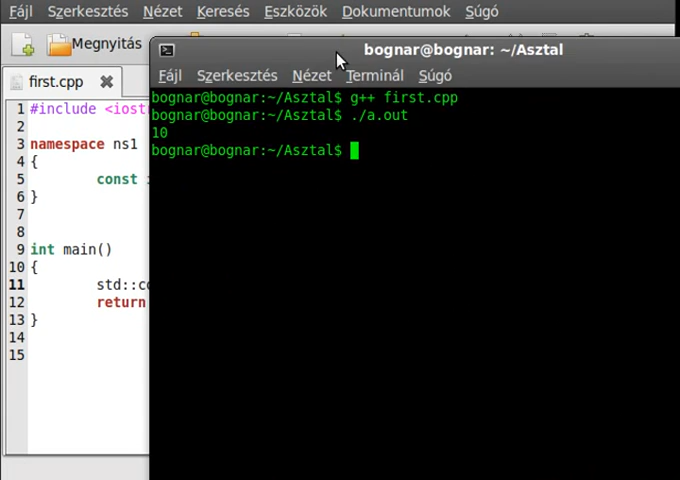 Fájl Szerkesztés Nézet Keresés Eszközök Dokumentumok Súgó
Megnyitás
bognar@bognar: ~/Asztal
first.cpp
Fájl Szerkesztés Nézet Terminál Súgó
bognar@bognar:~/Asztal$ g++ first.cpp
bognar@bognar:~/Asztal$ ./a.out
10
bognar@bognar:~/Asztal$
1 #include
2
3 namespace ns1
4 {
5 const
6 }
7
8
9 int main()
10 {
11 std::
12 return
13 }
14
15